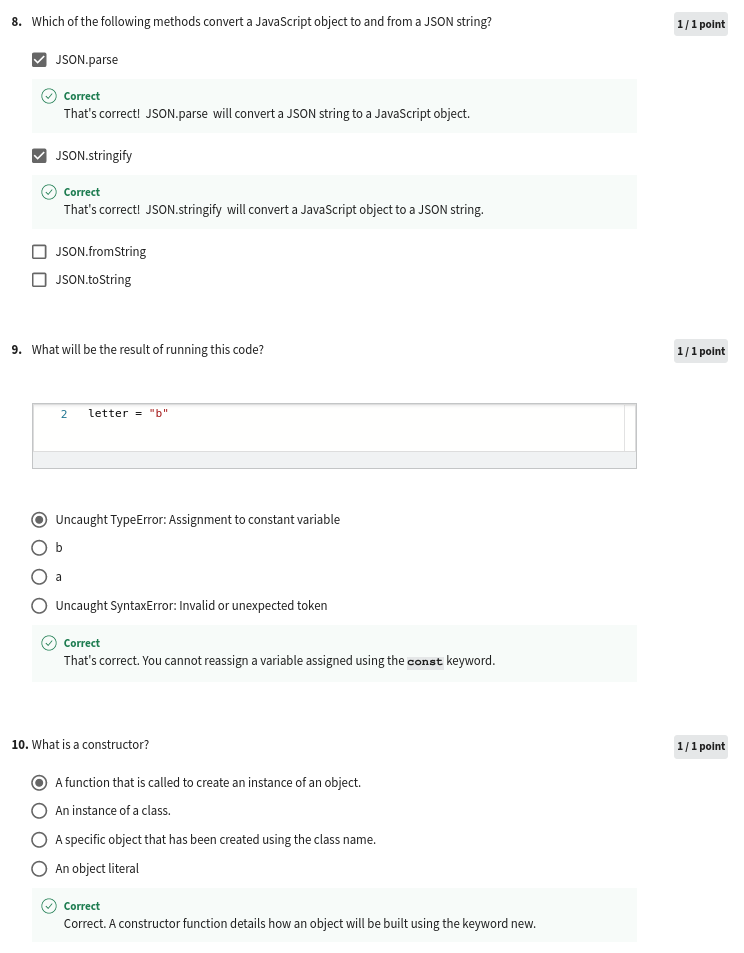 8. Which of the following methods convert a JavaScript object to and from a JSON string?
1 / 1 point
JSON.parse
Correct
That's correct! JSON.parse will convert a JSON string to a JavaScript object.
JSON.stringify
Correct
That's correct! JSON.stringify will convert a JavaScript object to a JSON string.
JSON.fromString
JSON.toString
9. What will be the result of running this code?
1 / 1 point
2 letter = "b"
Uncaught TypeError: Assignment to constant variable
b
a
Uncaught SyntaxError: Invalid or unexpected token
Correct
That's correct. You cannot reassign a variable assigned using the const keyword.
10. What is a constructor?
1 / 1 point
A function that is called to create an instance of an object.
An instance of a class.
A specific object that has been created using the class name.
An object literal
Correct
Correct. A constructor function details how an object will be built using the keyword new.